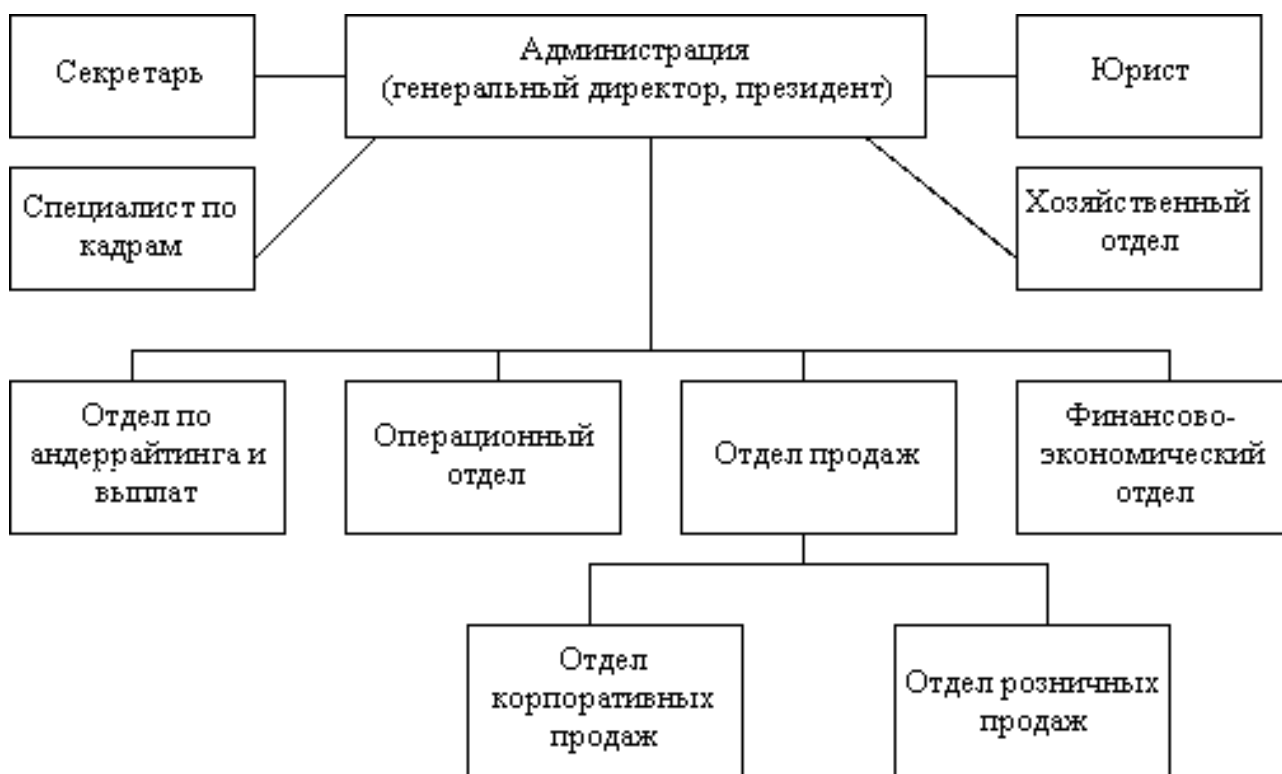 Секретарь
Администрация
(генеральный директор, президент)
Юрист
Специалист по
кадрам
Хозяйственный
отдел
Отдел по
андеррайтинга и
выплат
Операционный
отдел
Отдел продаж
Финансово-
экономический
отдел
Отдел
корпоративных
продаж
Отдел розничных
продаж